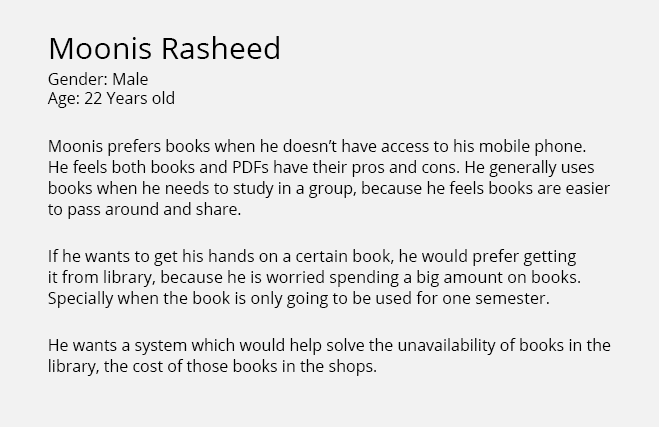 Moonis Rasheed
Gender: Male
Age: 22 Years old
Moonis prefers books when he doesn’t have access to his mobile phone.
He feels both books and PDFs have their pros and cons. He generally uses
books when he needs to study in a group, because he feels books are easier
to pass around and share.
If he wants to get his hands on a certain book, he would prefer getting
it from library, because he is worried spending a big amount on books.
Specially when the book is only going to be used for one semester.
He wants a system which would help solve the unavailability of books in the
library, the cost of those books in the shops.